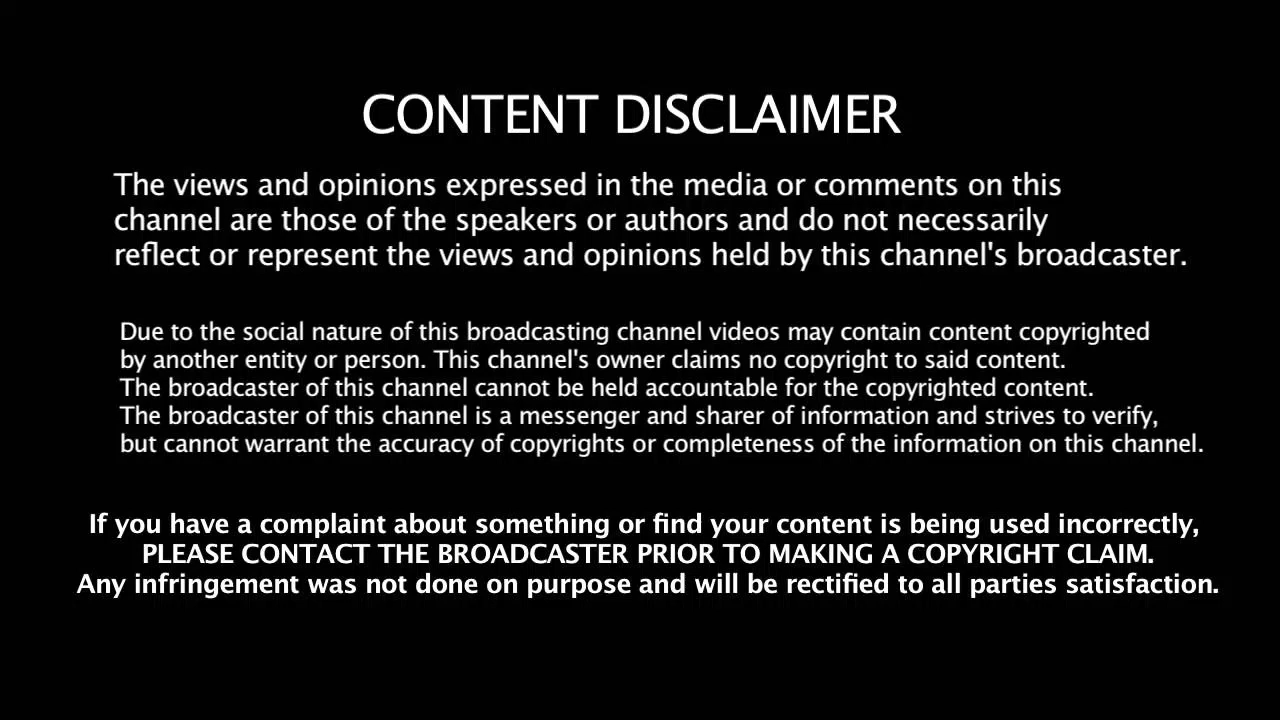 CONTENT DISCLAIMER
The views and opinions expressed in the media or comments on this
channel are those of the speakers or authors and do not necessarily
reflect or represent the views and opinions held by this channel's broadcaster.
Due to the social nature of this broadcasting channel videos may contain content copyrighted
by another entity or person. This channel's owner claims no copyright to said content.
The broadcaster of this channel cannot be held accountable for the copyrighted content.
The broadcaster of this channel is a messenger and sharer of information and strives to verify,
but cannot warrant the accuracy of copyrights or completeness of the information on this channel.
If you have a complaint about something or find your content is being used incorrectly,
PLEASE CONTACT THE BROADCASTER PRIOR TO MAKING A COPYRIGHT CLAIM.
Any infringement was not done on purpose and will be rectified to all parties satisfaction.